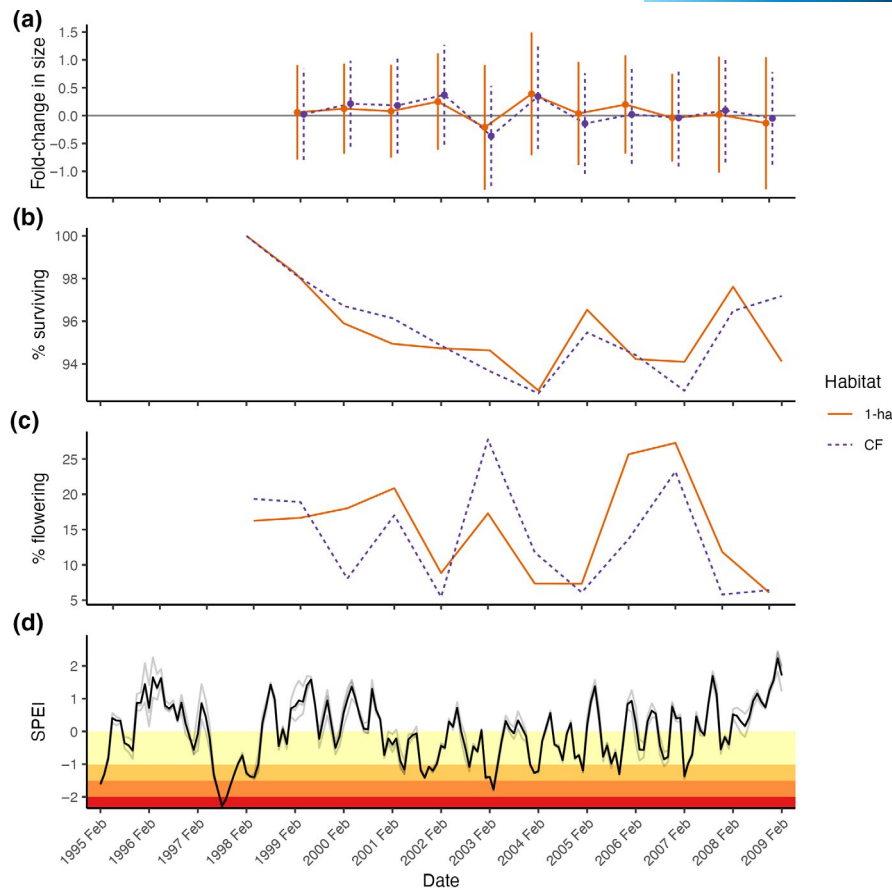 (a)
Fold-change in size
1.5
1.0
0.5
0.0
−0.5
−1.0
(b)
% surviving
100
98
96
94
Habitat
1-ha
CF
(c)
% flowering
25
20
15
10
5
(d)
SPEI
2
1
0
−1
−2
1995 Feb
1996 Feb
1997 Feb
1998 Feb
1999 Feb
2000 Feb
2001 Feb
2002 Feb
2003 Feb
2004 Feb
2005 Feb
2006 Feb
2007 Feb
2008 Feb
2009 Feb
Date